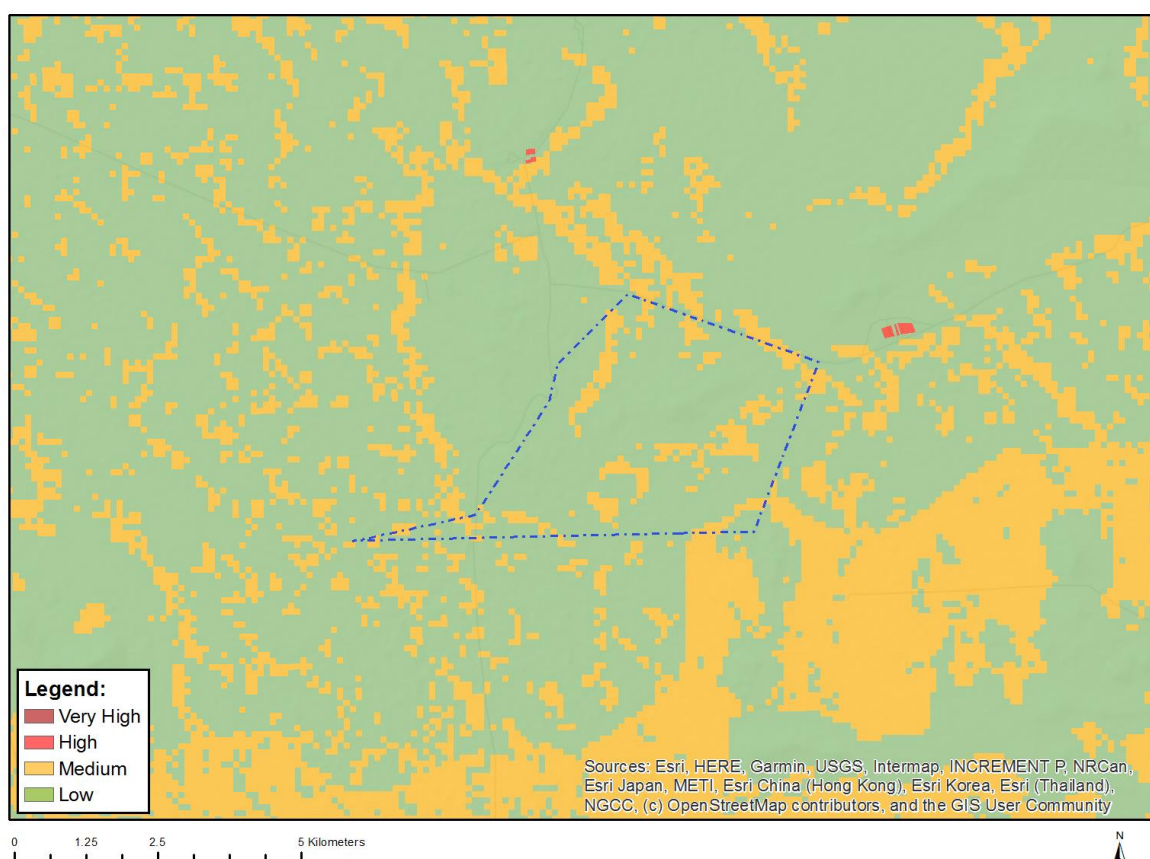 Legend:
Very High
High
Medium
Low
Sources: Esri, HERE, Garmin, USGS, Intermap, INCREMENT P, NRCan,
Esri Japan, METI, Esri China (Hong Kong), Esri Korea, Esri (Thailand),
NGCC, (c) OpenStreetMap contributors, and the GIS User Community
0 1.25 2.5 5 Kilometers
N